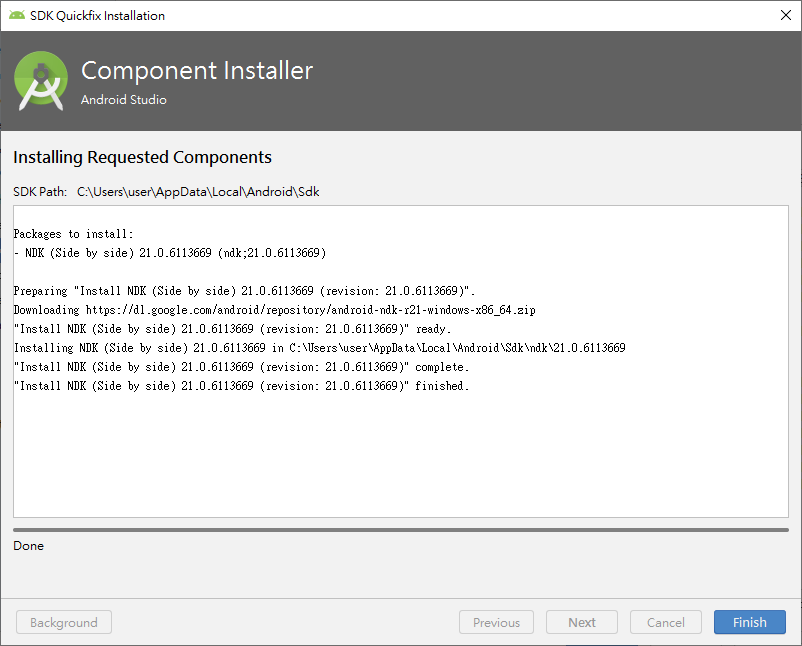 SDK Quickfix Installation
Component Installer
Android Studio
Installing Requested Components
SDK Path: C:\Users\user\AppData\Local\Android\Sdk
Packages to install:
- NDK (Side by side) 21.0.6113669 (ndk;21.0.6113669)
Preparing "Install NDK (Side by side) 21.0.6113669 (revision: 21.0.6113669)".
Downloading https://dl.google.com/android/repository/android-ndk-r21-windows-x86_64.zip
"Install NDK (Side by side) 21.0.6113669 (revision: 21.0.6113669)" ready.
Installing NDK (Side by side) 21.0.6113669 in C:\Users\user\AppData\Local\Android\Sdk\ndk\21.0.6113669
"Install NDK (Side by side) 21.0.6113669 (revision: 21.0.6113669)" complete.
"Install NDK (Side by side) 21.0.6113669 (revision: 21.0.6113669)" finished.
Done
Background Previous Next Cancel Finish